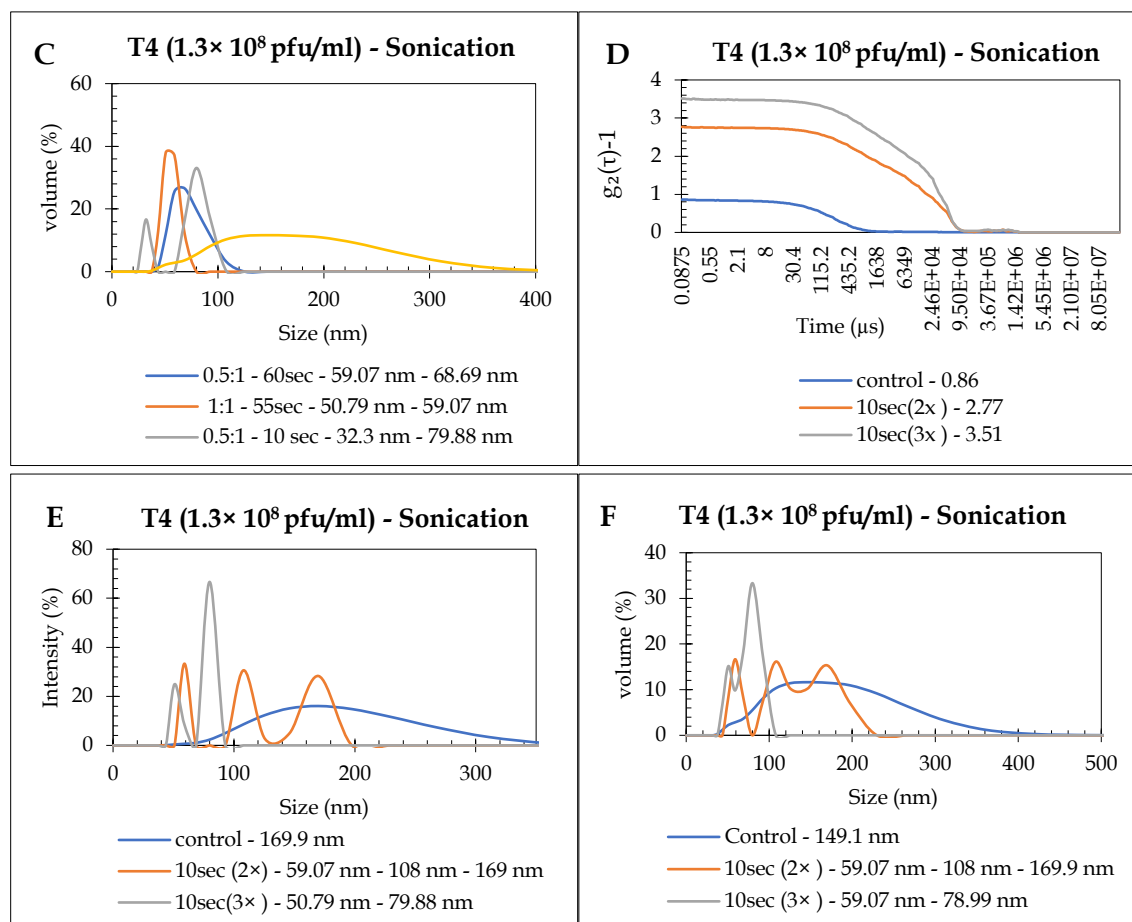 C
T4 (1.3× 10⁸ pfu/ml) - Sonication
volume (%)
60
40
20
0
0 100 200 300 400
Size (nm)
0.5:1 - 60sec - 59.07 nm - 68.69 nm
1:1 - 55sec - 50.79 nm - 59.07 nm
0.5:1 - 10 sec - 32.3 nm - 79.88 nm
D
T4 (1.3× 10⁸ pfu/ml) - Sonication
g₂(τ)-1
4
3
2
1
0
0.0875 0.55 2.1 8 30.4 115.2 435.2 1638 6349 2.46E+04 9.50E+04 3.67E+05 1.42E+06 5.45E+06 2.10E+07 8.05E+07
Time (µs)
control - 0.86
10sec(2x ) - 2.77
10sec(3x ) - 3.51
E
T4 (1.3× 10⁸ pfu/ml) - Sonication
Intensity (%)
80
60
40
20
0
0 100 200 300
Size (nm)
control - 169.9 nm
10sec (2×) - 59.07 nm - 108 nm - 169 nm
10sec(3× ) - 50.79 nm - 79.88 nm
F
T4 (1.3× 10⁸ pfu/ml) - Sonication
volume (%)
40
30
20
10
0
0 100 200 300 400 500
Size (nm)
Control - 149.1 nm
10sec (2× ) - 59.07 nm - 108 nm - 169.9 nm
10sec (3× ) - 59.07 nm - 78.99 nm